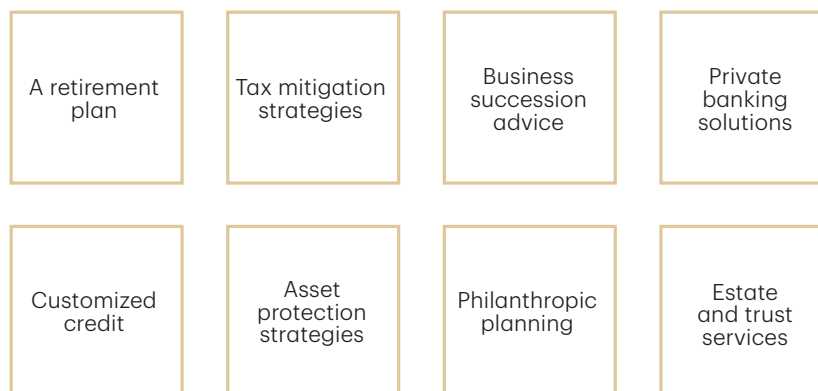 A retirement
plan
Tax mitigation
strategies
Business
succession
advice
Private
banking
solutions
Customized
credit
Asset
protection
strategies
Philanthropic
planning
Estate
and trust
services